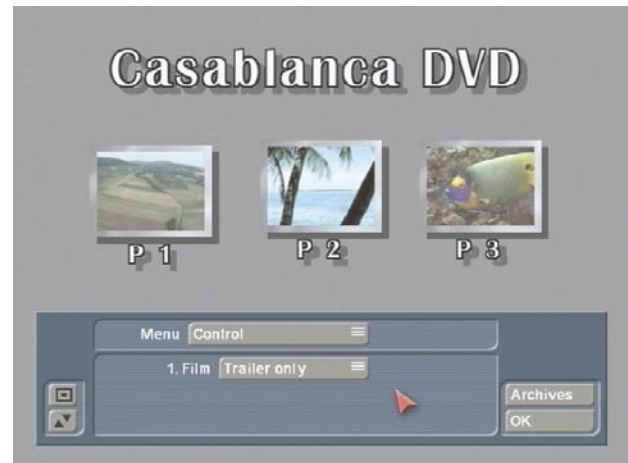 Casablanca DVD
P 1
P 2
P 3
Menu Control
1. Film Trailer only
Archives
OK